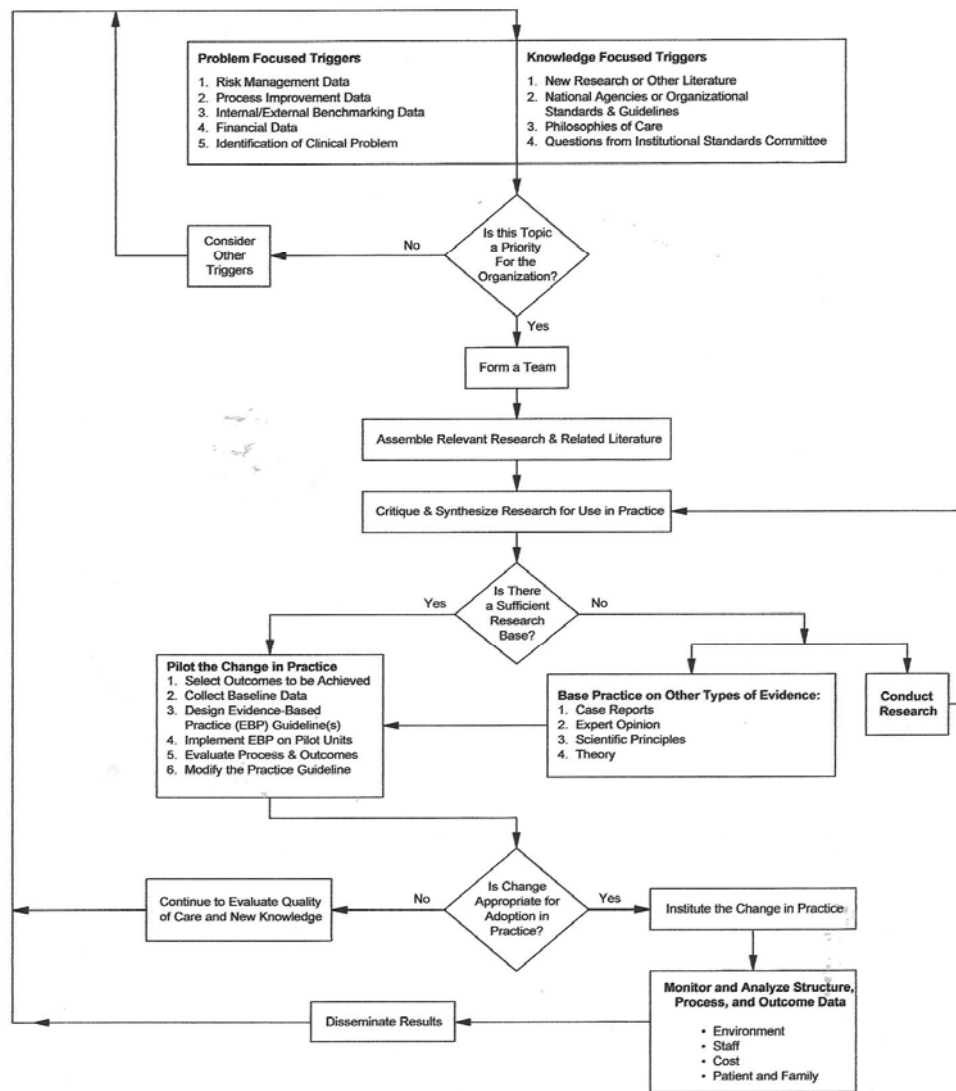 Problem Focused Triggers
1. Risk Management Data
2. Process Improvement Data
3. Internal/External Benchmarking Data
4. Financial Data
5. Identification of Clinical Problem
Knowledge Focused Triggers
1. New Research or Other Literature
2. National Agencies or Organizational
Standards & Guidelines
3. Philosophies of Care
4. Questions from Institutional Standards Committee
Is this Topic
a Priority
For the
Organization?
No
Consider
Other
Triggers
Yes
Form a Team
Assemble Relevant Research & Related Literature
Critique & Synthesize Research for Use in Practice
Is There
a Sufficient
Research
Base?
Yes
No
Pilot the Change in Practice
1. Select Outcomes to be Achieved
2. Collect Baseline Data
3. Design Evidence-Based
Practice (EBP) Guideline(s)
4. Implement EBP on Pilot Units
5. Evaluate Process & Outcomes
6. Modify the Practice Guideline
Base Practice on Other Types of Evidence:
1. Case Reports
2. Expert Opinion
3. Scientific Principles
4. Theory
Conduct
Research
Is Change
Appropriate for
Adoption in
Practice?
No
Yes
Continue to Evaluate Quality
of Care and New Knowledge
Institute the Change in Practice
Monitor and Analyze Structure,
Process, and Outcome Data
• Environment
• Staff
• Cost
• Patient and Family
Disseminate Results